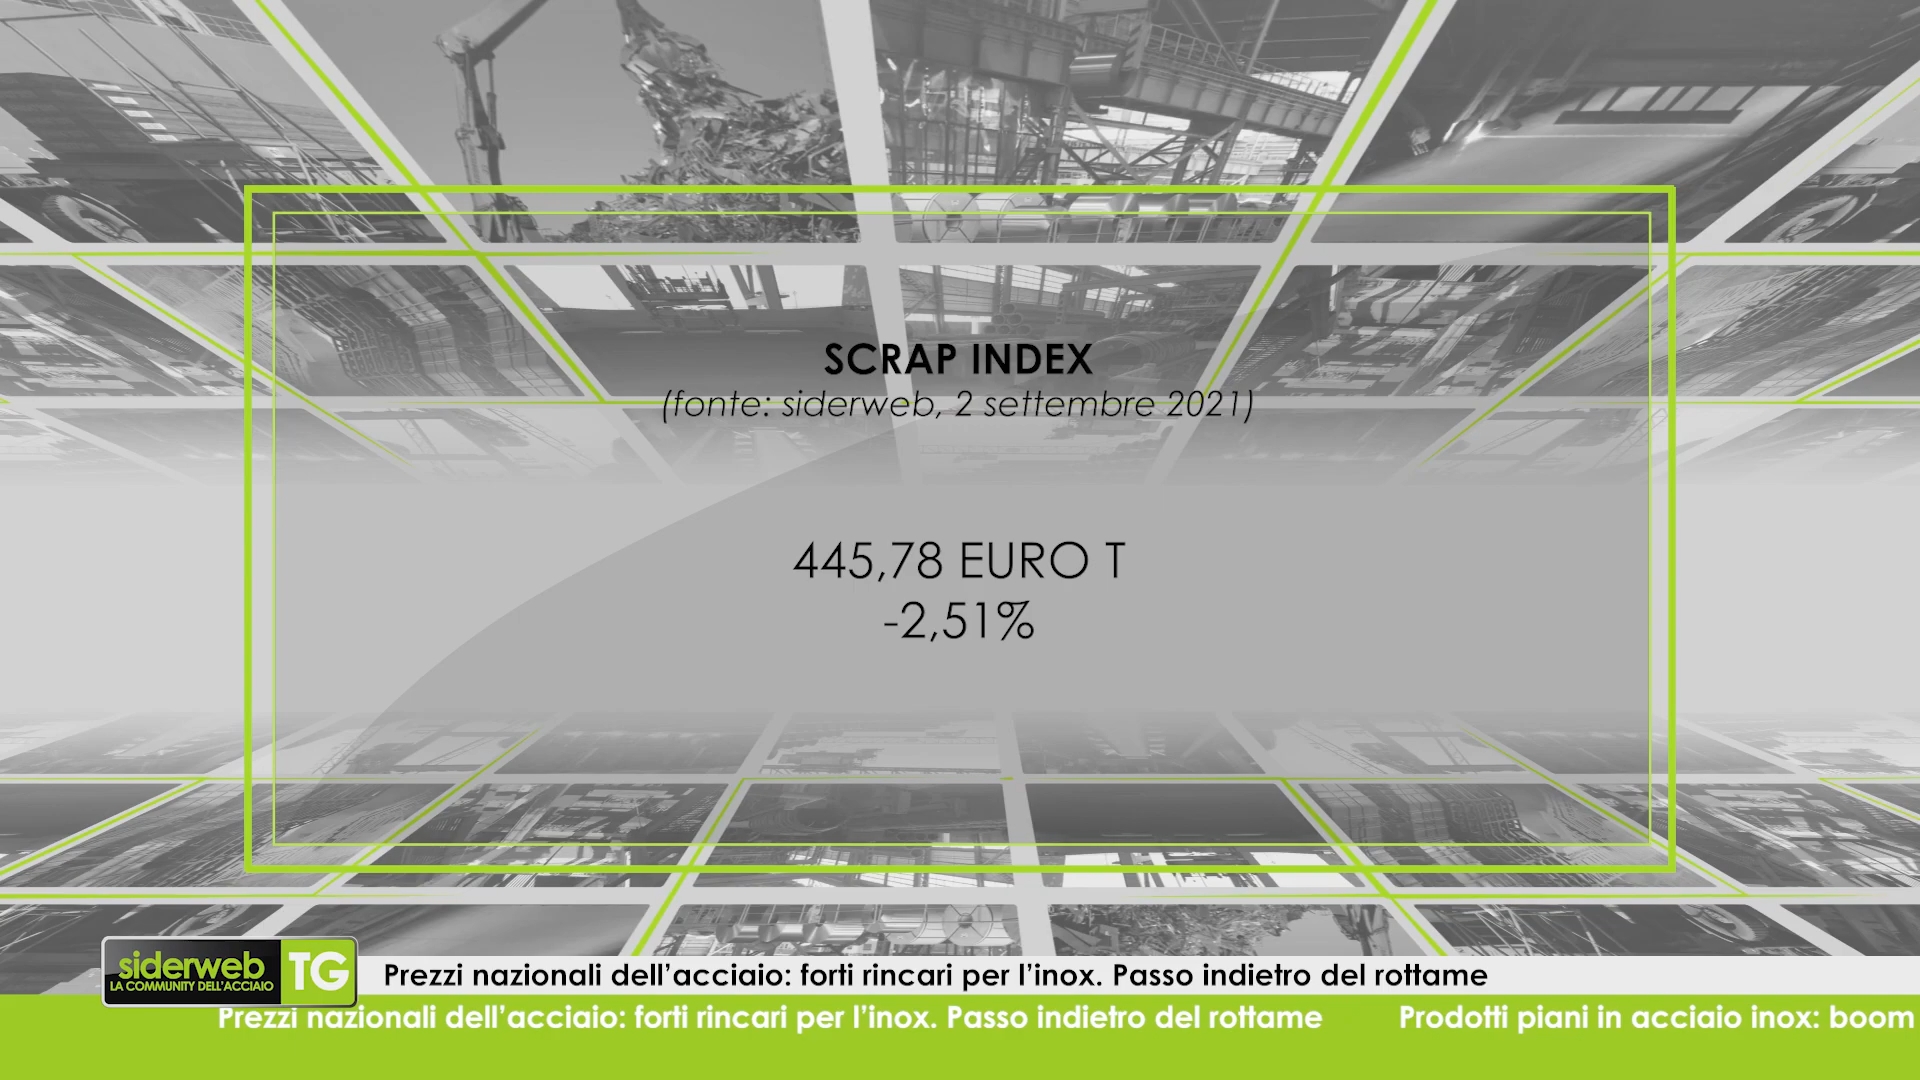 SCRAP INDEX
(fonte: siderweb, 2 settembre 2021)
445,78 EURO T
-2,51%
siderweb TG
LA COMMUNITY DELL'ACCIAIO
Prezzi nazionali dell'acciaio: forti rincari per l'inox. Passo indietro del rottame
Prezzi nazionali dell'acciaio: forti rincari per l'inox. Passo indietro del rottame Prodotti piani in acciaio inox: boom